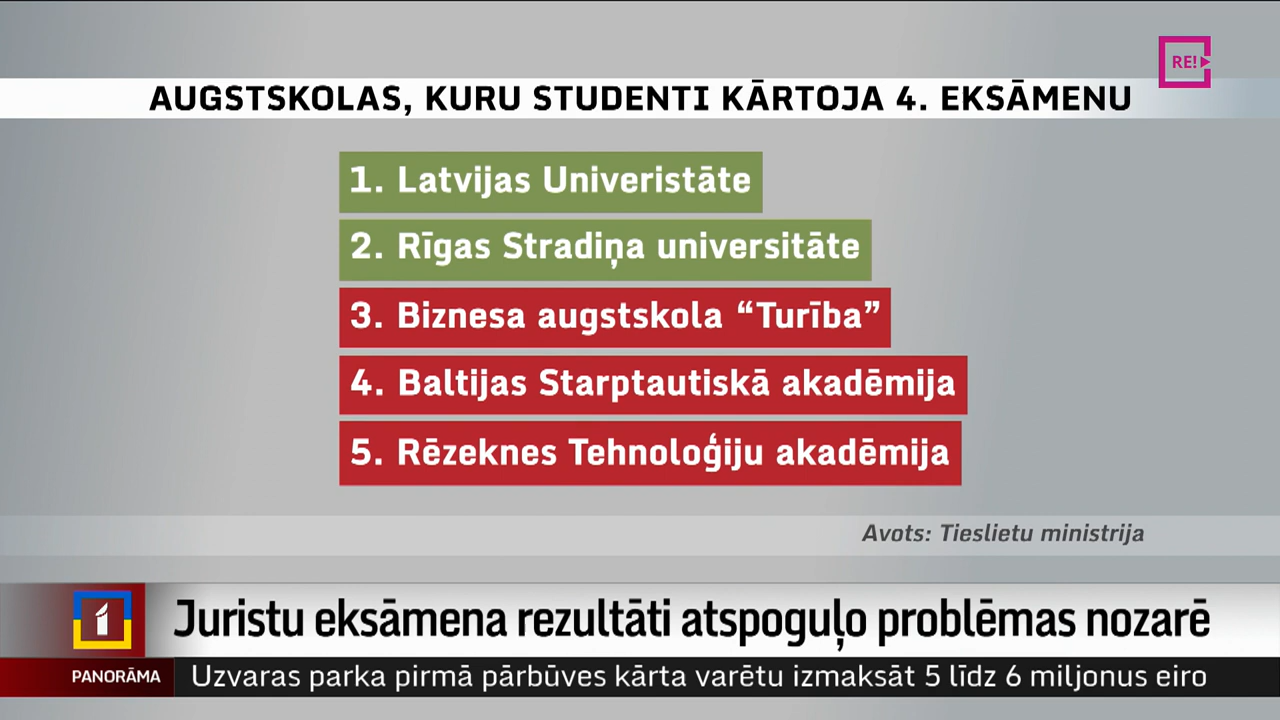 RE!
AUGSTSKOLAS, KURU STUDENTI KĀRTOJA 4. EKSĀMENU
1. Latvijas Univeristāte
2. Rīgas Stradiņa universitāte
3. Biznesa augstskola “Turība”
4. Baltijas Starptautiskā akadēmija
5. Rēzeknes Tehnoloģiju akadēmija
Avots: Tieslietu ministrija
1
Juristu eksāmena rezultāti atspoguļo problēmas nozarē
PANORĀMA
Uzvaras parka pirmā pārbūves kārta varētu izmaksāt 5 līdz 6 miljonus eiro